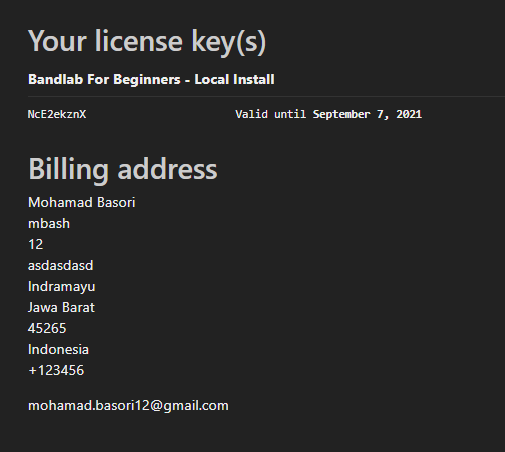 Your license key(s)
Bandlab For Beginners - Local Install
NcE2ekznX Valid until September 7, 2021
Billing address
Mohamad Basori
mbash
12
asdasdasd
Indramayu
Jawa Barat
45265
Indonesia
+123456
mohamad.basori12@gmail.com